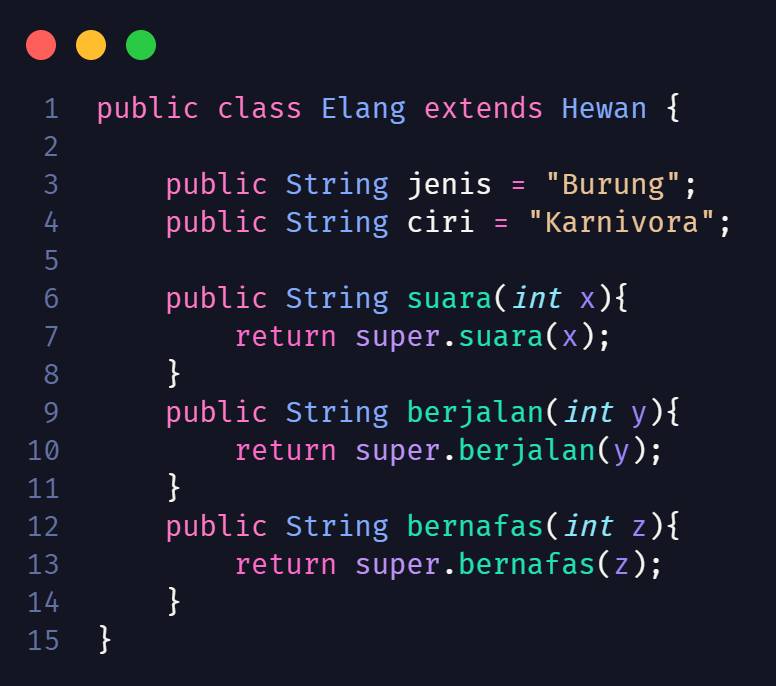 1 public class Elang extends Hewan {
2
3     public String jenis = "Burung";
4     public String ciri = "Karnivora";
5
6     public String suara(int x){
7         return super.suara(x);
8     }
9     public String berjalan(int y){
10         return super.berjalan(y);
11     }
12     public String bernafas(int z){
13         return super.bernafas(z);
14     }
15 }